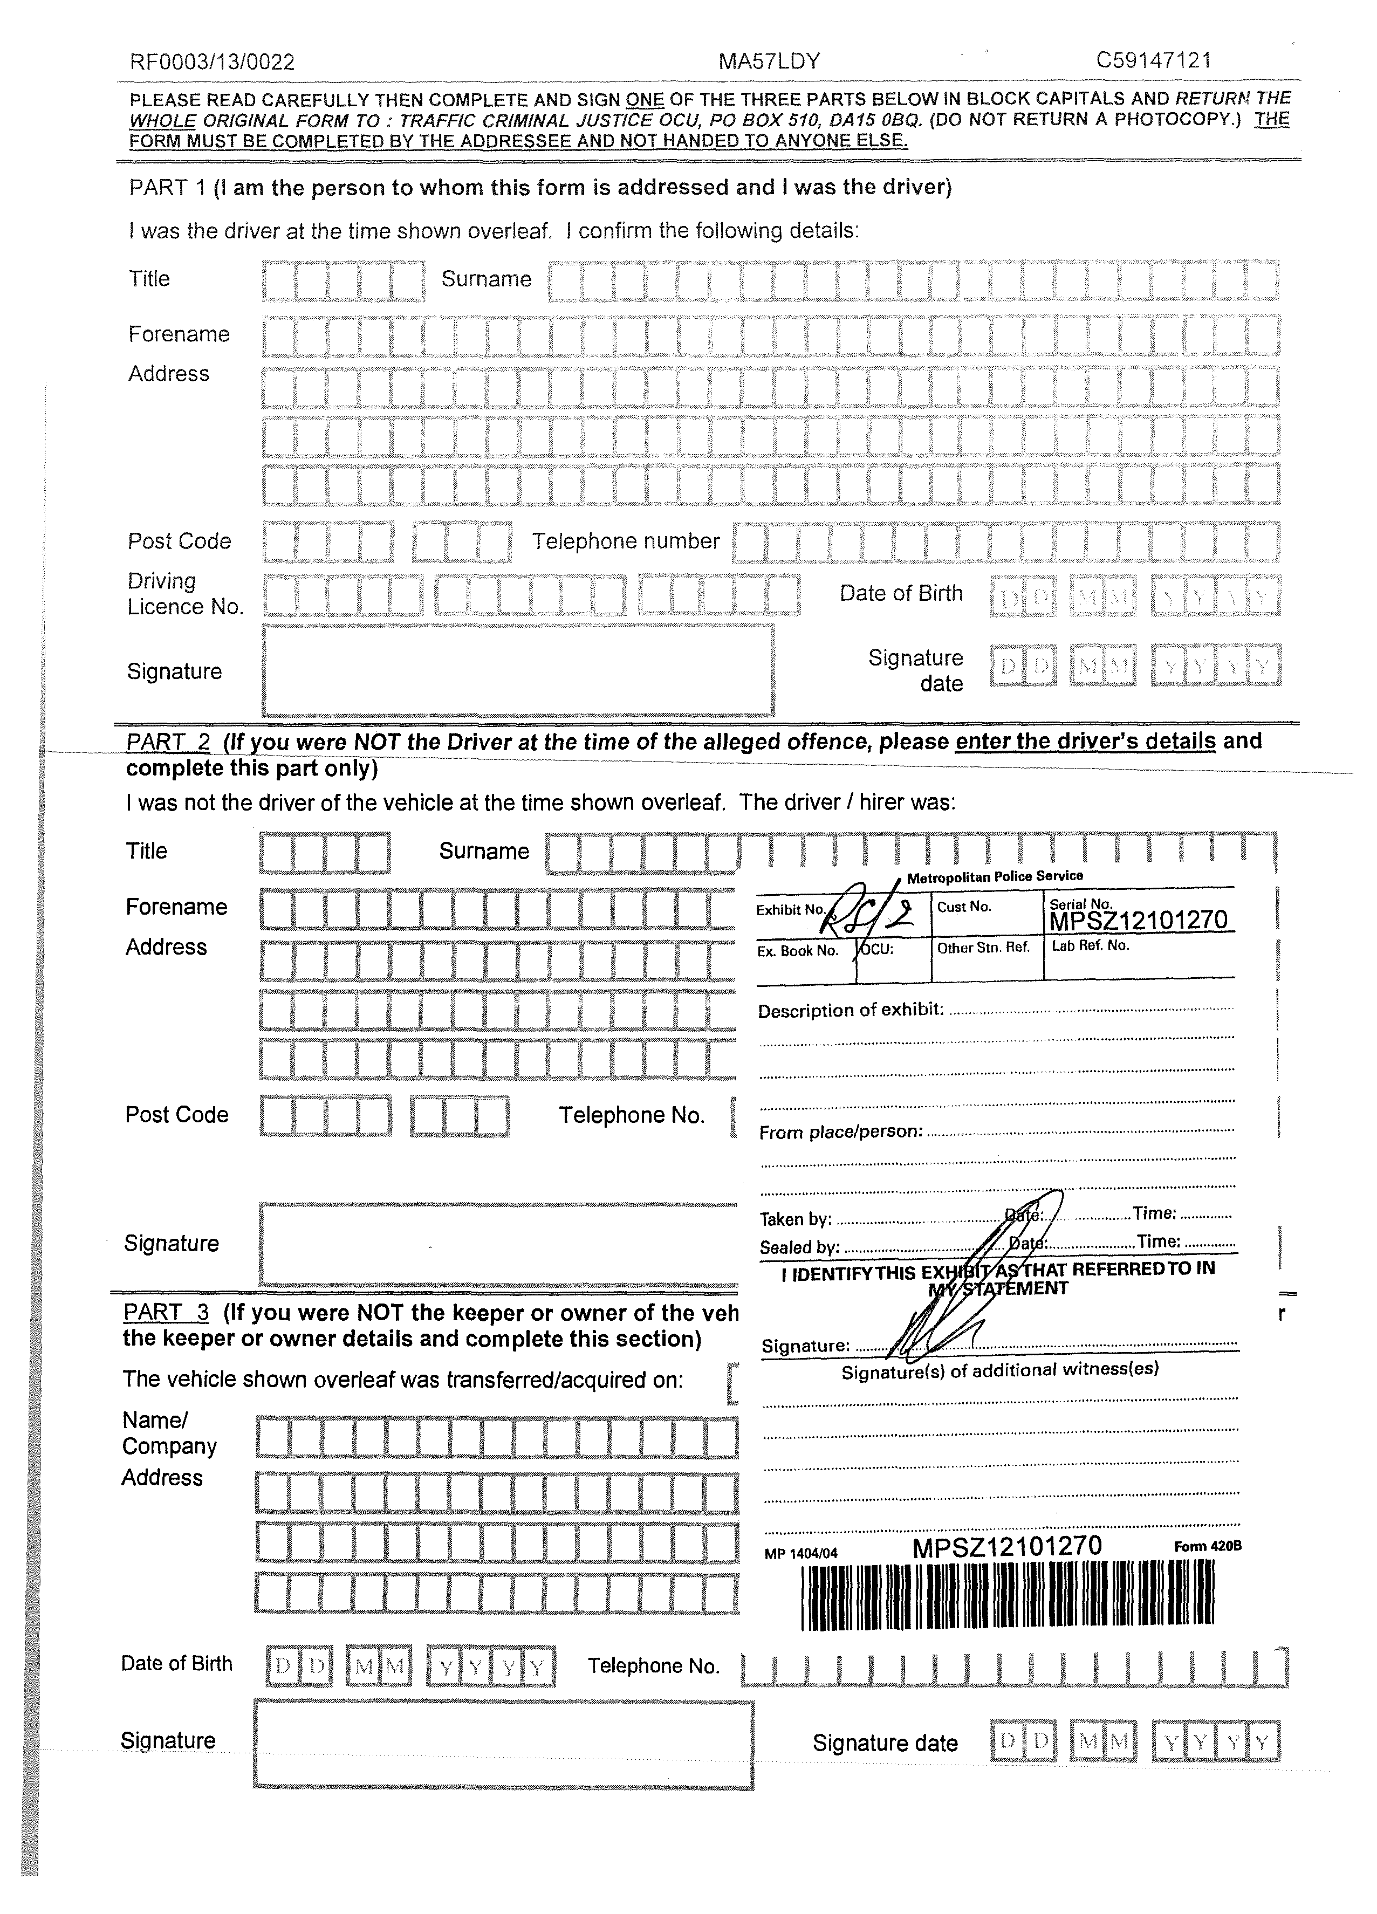 RF0003/13/0022 MA57LDY C59147121
PLEASE READ CAREFULLY THEN COMPLETE AND SIGN ONE OF THE THREE PARTS BELOW IN BLOCK CAPITALS AND RETURN THE
WHOLE ORIGINAL FORM TO : TRAFFIC CRIMINAL JUSTICE OCU, PO BOX 510, DA15 0BQ. (DO NOT RETURN A PHOTOCOPY.) THE
FORM MUST BE COMPLETED BY THE ADDRESSEE AND NOT HANDED TO ANYONE ELSE.
PART 1 (I am the person to whom this form is addressed and I was the driver)
I was the driver at the time shown overleaf. I confirm the following details:
Title Surname
Forename
Address
Post Code Telephone number
Driving
Licence No. Date of Birth D D M M Y Y Y Y
Signature Signature
date D D M M Y Y Y Y
PART 2 (If you were NOT the Driver at the time of the alleged offence, please enter the driver's details and
complete this part only)
I was not the driver of the vehicle at the time shown overleaf. The driver / hirer was:
Title Surname
Forename
Address
Post Code Telephone No.
Signature
Metropolitan Police Service
Exhibit No. RS/2 Cust No. Serial No.
MPSZ12101270
Ex. Book No. OCU: Other Stn. Ref. Lab Ref. No.
Description of exhibit:
From place/person:
Taken by: Date: Time:
Sealed by: Date: Time:
I IDENTIFY THIS EXHIBIT AS THAT REFERRED TO IN
MY STATEMENT
Signature:
Signature(s) of additional witness(es)
MP 1404/04 MPSZ12101270 Form 420B
PART 3 (If you were NOT the keeper or owner of the veh r
the keeper or owner details and complete this section)
The vehicle shown overleaf was transferred/acquired on:
Name/
Company
Address
Date of Birth D D M M Y Y Y Y Telephone No.
Signature Signature date D D M M Y Y Y Y